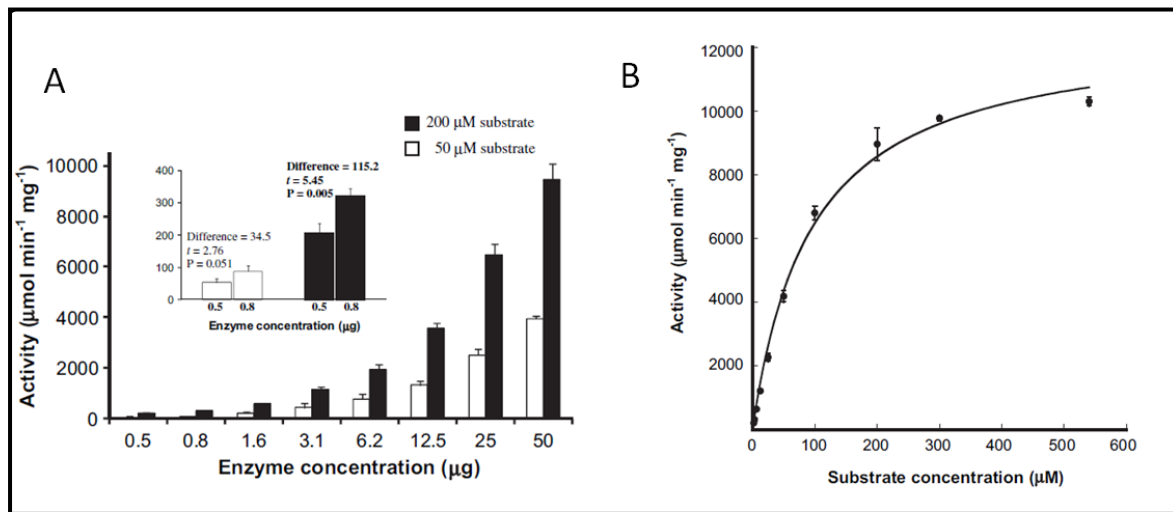 A
200 μM substrate
50 μM substrate
Activity (μmol min⁻¹ mg⁻¹)
10000
8000
6000
4000
2000
0
400
300
200
100
0
Difference = 34.5
t = 2.76
P = 0.051
Difference = 115.2
t = 5.45
P = 0.005
0.5 0.8 0.5 0.8
Enzyme concentration (μg)
0.5 0.8 1.6 3.1 6.2 12.5 25 50
Enzyme concentration (μg)
B
Activity (μmol min⁻¹ mg⁻¹)
12000
10000
8000
6000
4000
2000
0 100 200 300 400 500 600
Substrate concentration (μM)